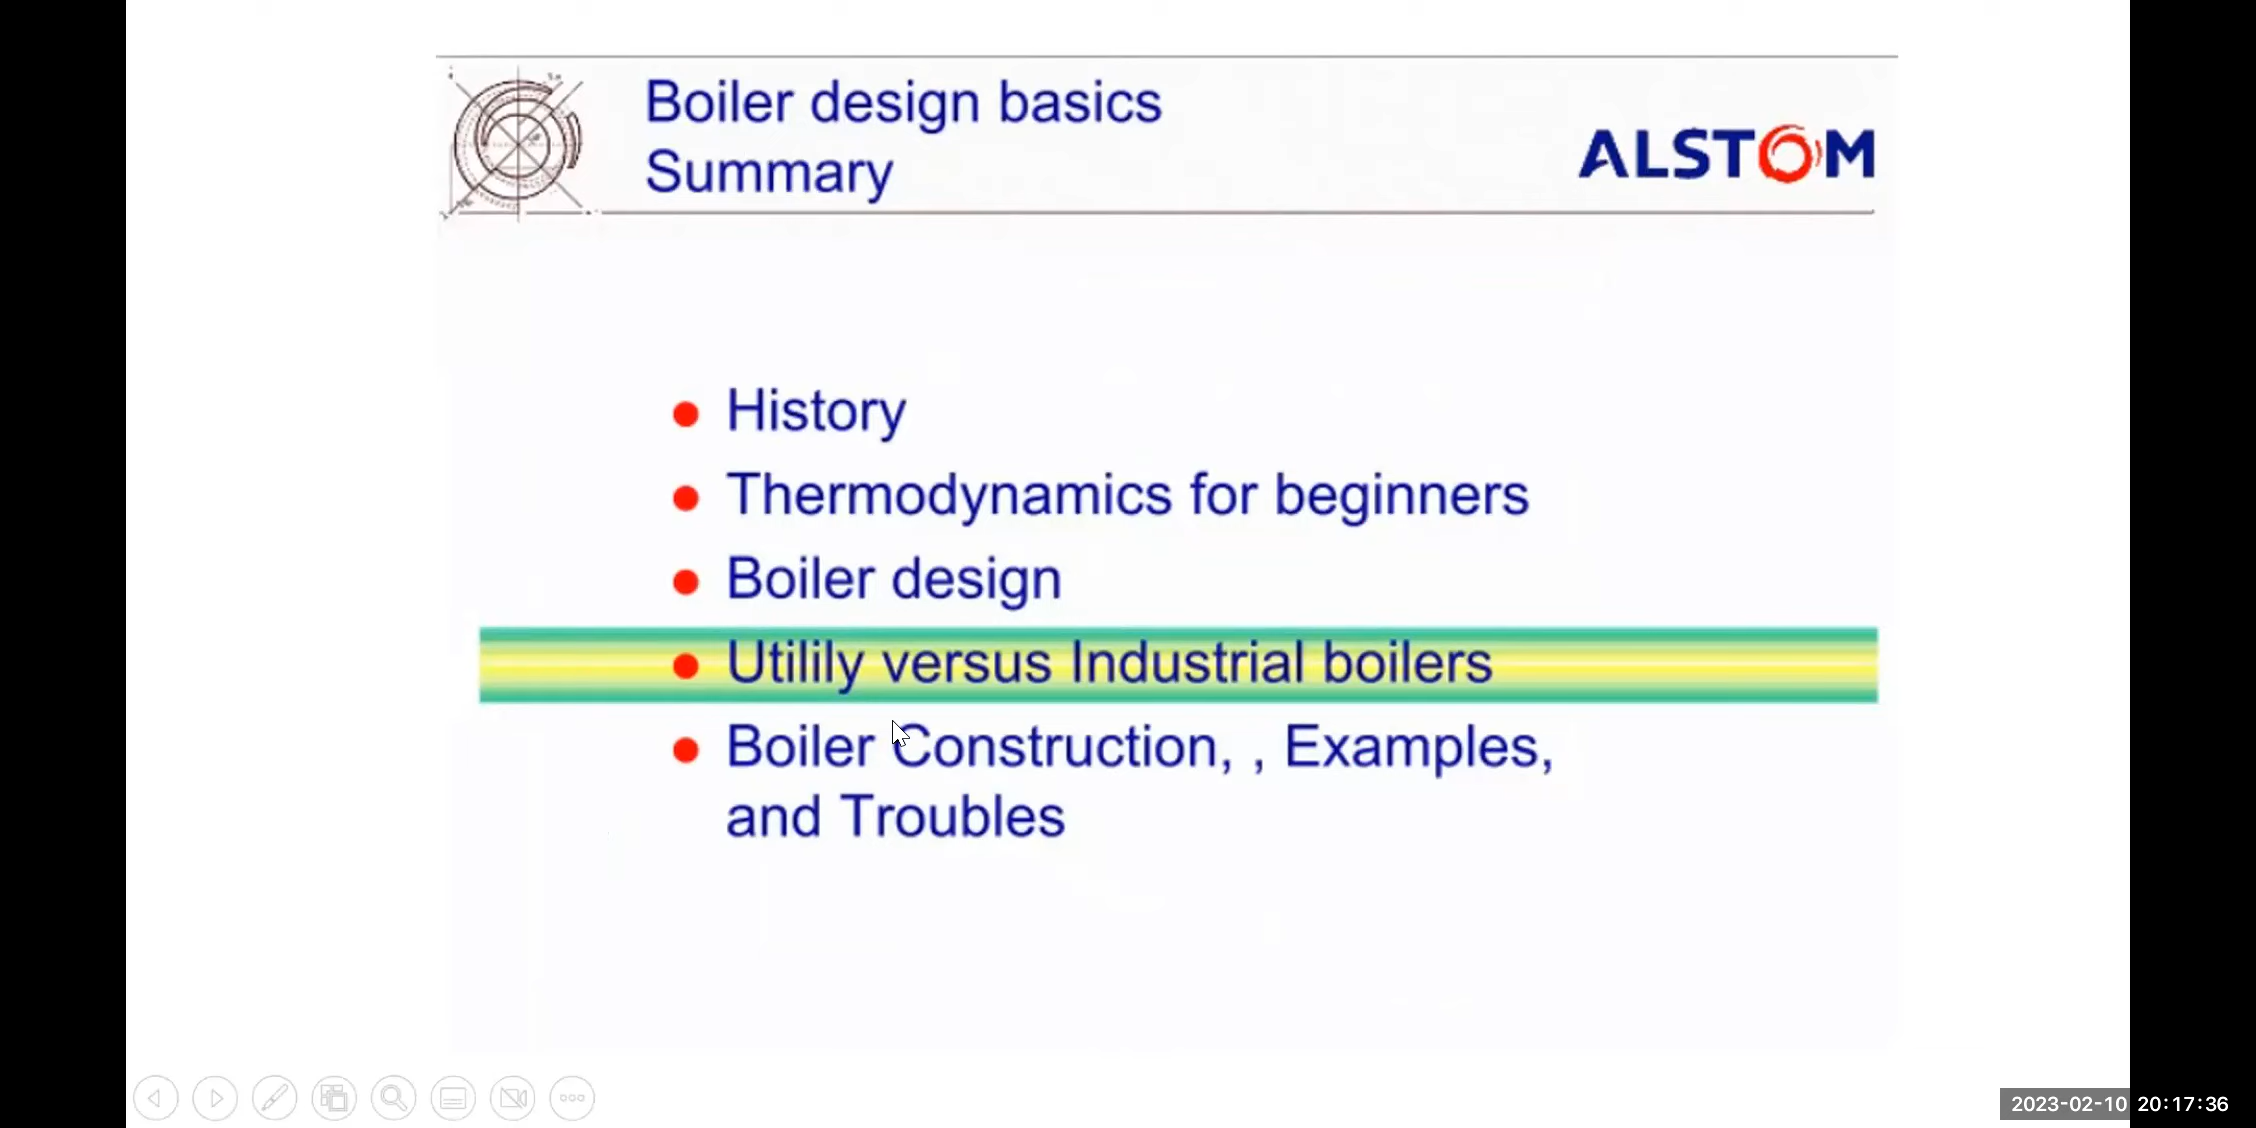 Boiler design basics
Summary
ALSTOM
History
Thermodynamics for beginners
Boiler design
Utilily versus Industrial boilers
Boiler Construction, , Examples,
and Troubles
2023-02-10 20:17:36